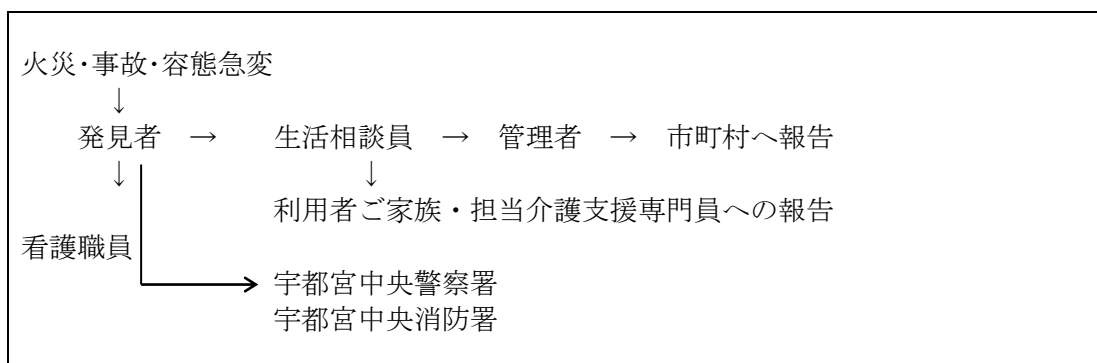 火災・事故・容態急変
↓
発見者 → 生活相談員 → 管理者 → 市町村へ報告
↓ ↓
利用者ご家族・担当介護支援専門員への報告
看護職員
宇都宮中央警察署
宇都宮中央消防署